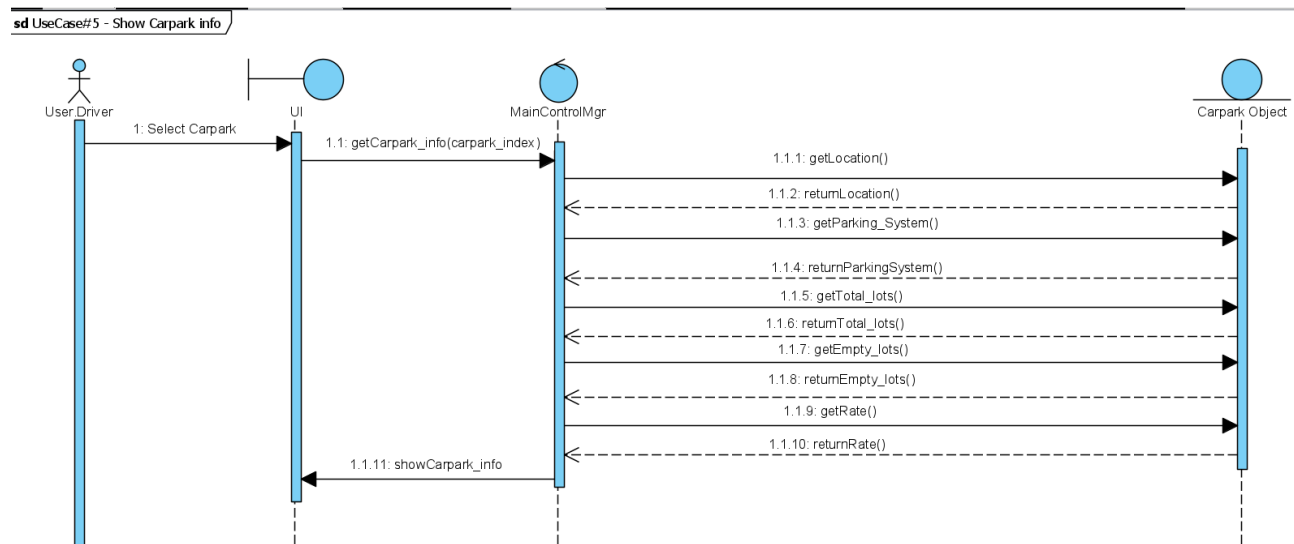 sd UseCase#5 - Show Carpark info
User.Driver
UI
MainControlMgr
Carpark Object
1: Select Carpark
1.1: getCarpark_info(carpark_index)
1.1.1: getLocation()
1.1.2: returnLocation()
1.1.3: getParking_System()
1.1.4: returnParkingSystem()
1.1.5: getTotal_lots()
1.1.6: returnTotal_lots()
1.1.7: getEmpty_lots()
1.1.8: returnEmpty_lots()
1.1.9: getRate()
1.1.10: returnRate()
1.1.11: showCarpark_info